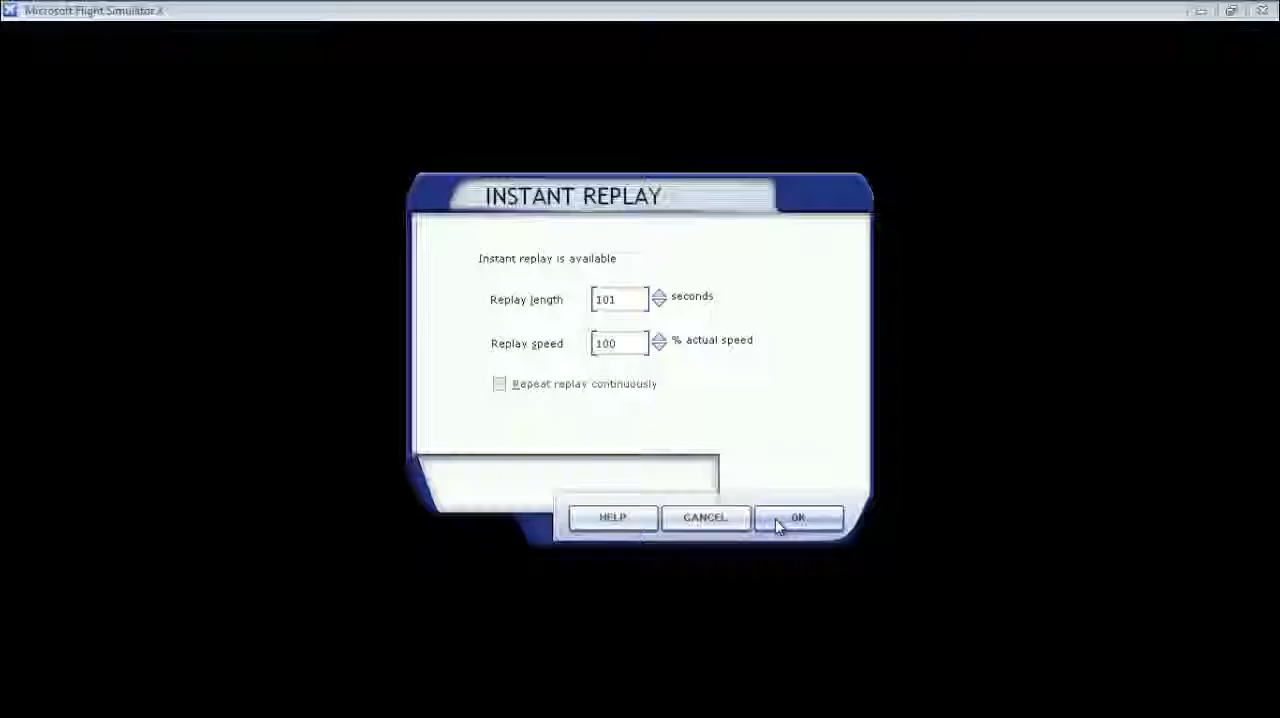 Microsoft Flight Simulator X
INSTANT REPLAY
Instant replay is available
Replay length 101 seconds
Replay speed 100 % actual speed
Repeat replay continuously
HELP CANCEL OK